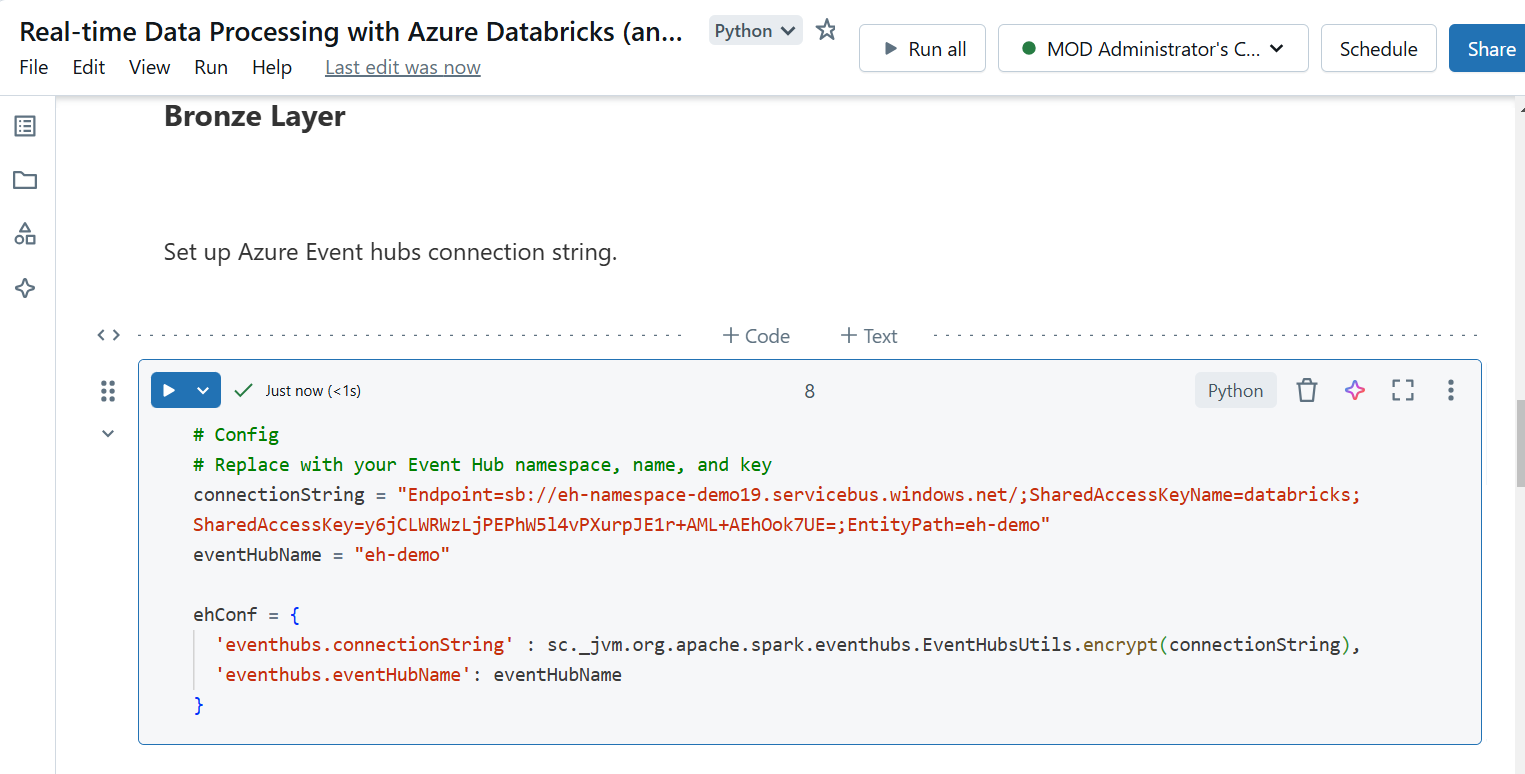 Real-time Data Processing with Azure Databricks (an...
Python
Run all
MOD Administrator's C...
Schedule
Share
File Edit View Run Help Last edit was now
Bronze Layer
Set up Azure Event hubs connection string.
+ Code + Text
Just now (<1s)
8
Python
# Config
# Replace with your Event Hub namespace, name, and key
connectionString = "Endpoint=sb://eh-namespace-demo19.servicebus.windows.net/;SharedAccessKeyName=databricks;
SharedAccessKey=y6jCLWRWzLjPEPhW5l4vPXurpJE1r+AML+AEhOok7UE=;EntityPath=eh-demo"
eventHubName = "eh-demo"
ehConf = {
'eventhubs.connectionString' : sc._jvm.org.apache.spark.eventhubs.EventHubsUtils.encrypt(connectionString),
'eventhubs.eventHubName': eventHubName
}